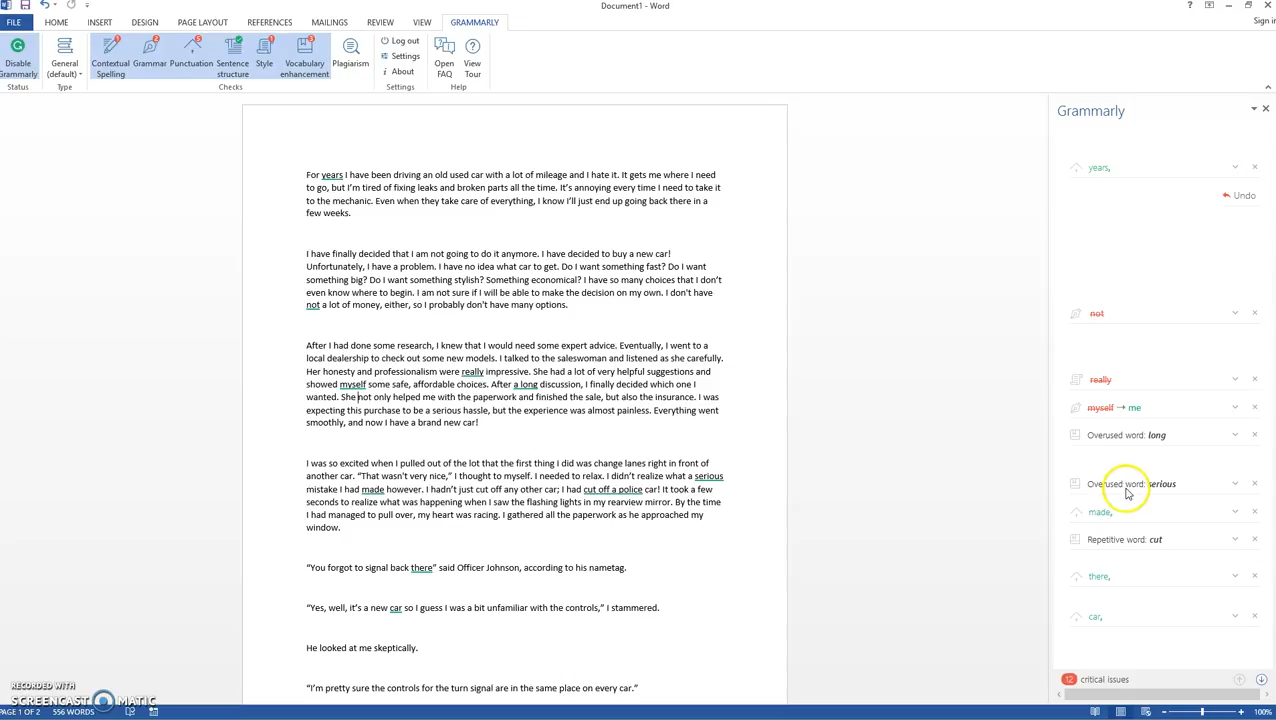 Document1 - Word
Sign in
FILE HOME INSERT DESIGN PAGE LAYOUT REFERENCES MAILINGS REVIEW VIEW GRAMMARLY
1 2 5 1 3
Log out
Settings
About
Disable Grammarly
General (default)
Contextual Spelling
Grammar
Punctuation
Sentence structure
Style
Vocabulary enhancement
Plagiarism
Open FAQ
View Tour
Status Type Checks Settings Help
For years I have been driving an old used car with a lot of mileage and I hate it. It gets me where I need
to go, but I'm tired of fixing leaks and broken parts all the time. It's annoying every time I need to take it
to the mechanic. Even when they take care of everything, I know I'll just end up going back there in a
few weeks.
I have finally decided that I am not going to do it anymore. I have decided to buy a new car!
Unfortunately, I have a problem. I have no idea what car to get. Do I want something fast? Do I want
something big? Do I want something stylish? Something economical? I have so many choices that I don't
even know where to begin. I am not sure if I will be able to make the decision on my own. I don't have
not a lot of money, either, so I probably don't have many options.
After I had done some research, I knew that I would need some expert advice. Eventually, I went to a
local dealership to check out some new models. I talked to the saleswoman and listened as she carefully.
Her honesty and professionalism were really impressive. She had a lot of very helpful suggestions and
showed myself some safe, affordable choices. After a long discussion, I finally decided which one I
wanted. She not only helped me with the paperwork and finished the sale, but also the insurance. I was
expecting this purchase to be a serious hassle, but the experience was almost painless. Everything went
smoothly, and now I have a brand new car!
I was so excited when I pulled out of the lot that the first thing I did was change lanes right in front of
another car. "That wasn't very nice," I thought to myself. I needed to relax. I didn't realize what a serious
mistake I had made however. I hadn't just cut off any other car; I had cut off a police car! It took a few
seconds to realize what was happening when I saw the flashing lights in my rearview mirror. By the time
I had managed to pull over, my heart was racing. I gathered all the paperwork as he approached my
window.
"You forgot to signal back there" said Officer Johnson, according to his nametag.
"Yes, well, it's a new car so I guess I was a bit unfamiliar with the controls," I stammered.
He looked at me skeptically.
"I'm pretty sure the controls for the turn signal are in the same place on every car."
Grammarly
years,
Undo
not
really
myself → me
Overused word: long
Overused word: serious
made,
Repetitive word: cut
there,
car,
12 critical issues
RECORDED WITH
SCREENCAST MATIC
PAGE 1 OF 2 556 WORDS
100%